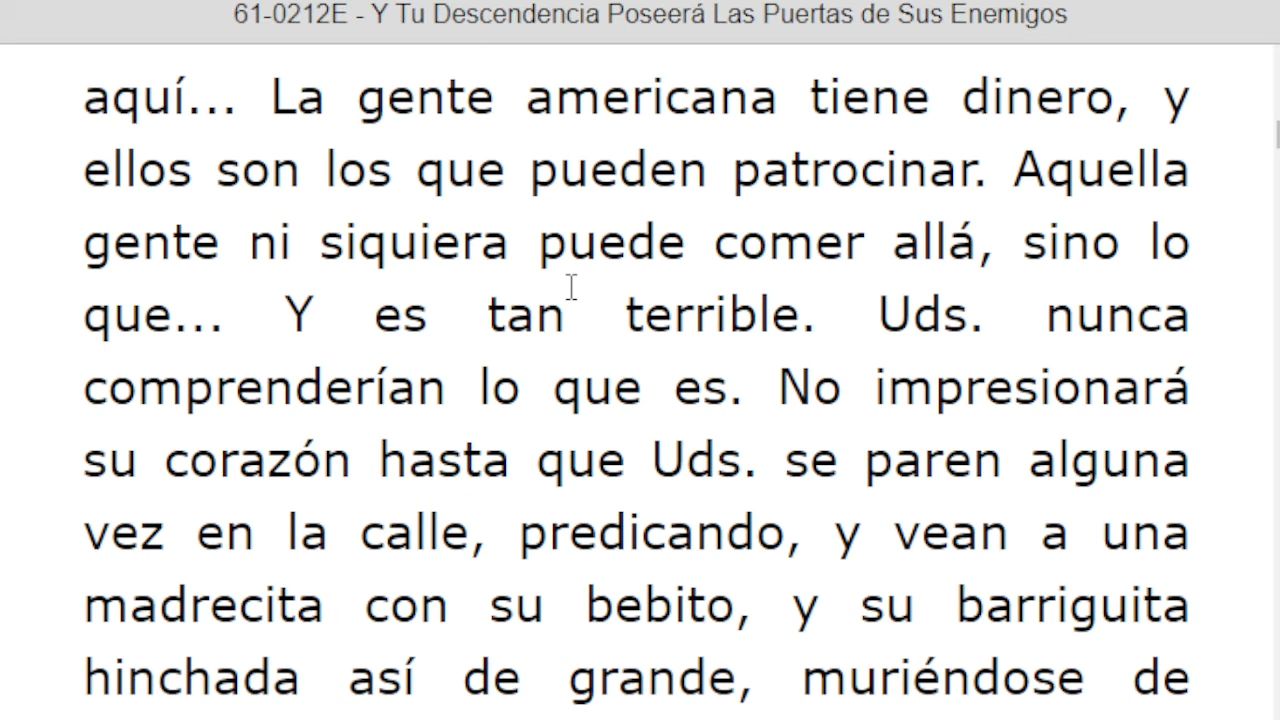 61-0212E - Y Tu Descendencia Poseerá Las Puertas de Sus Enemigos
aquí... La gente americana tiene dinero, y
ellos son los que pueden patrocinar. Aquella
gente ni siquiera puede comer allá, sino lo
que... Y es tan terrible. Uds. nunca
comprenderían lo que es. No impresionará
su corazón hasta que Uds. se paren alguna
vez en la calle, predicando, y vean a una
madrecita con su bebito, y su barriguita
hinchada así de grande, muriéndose de